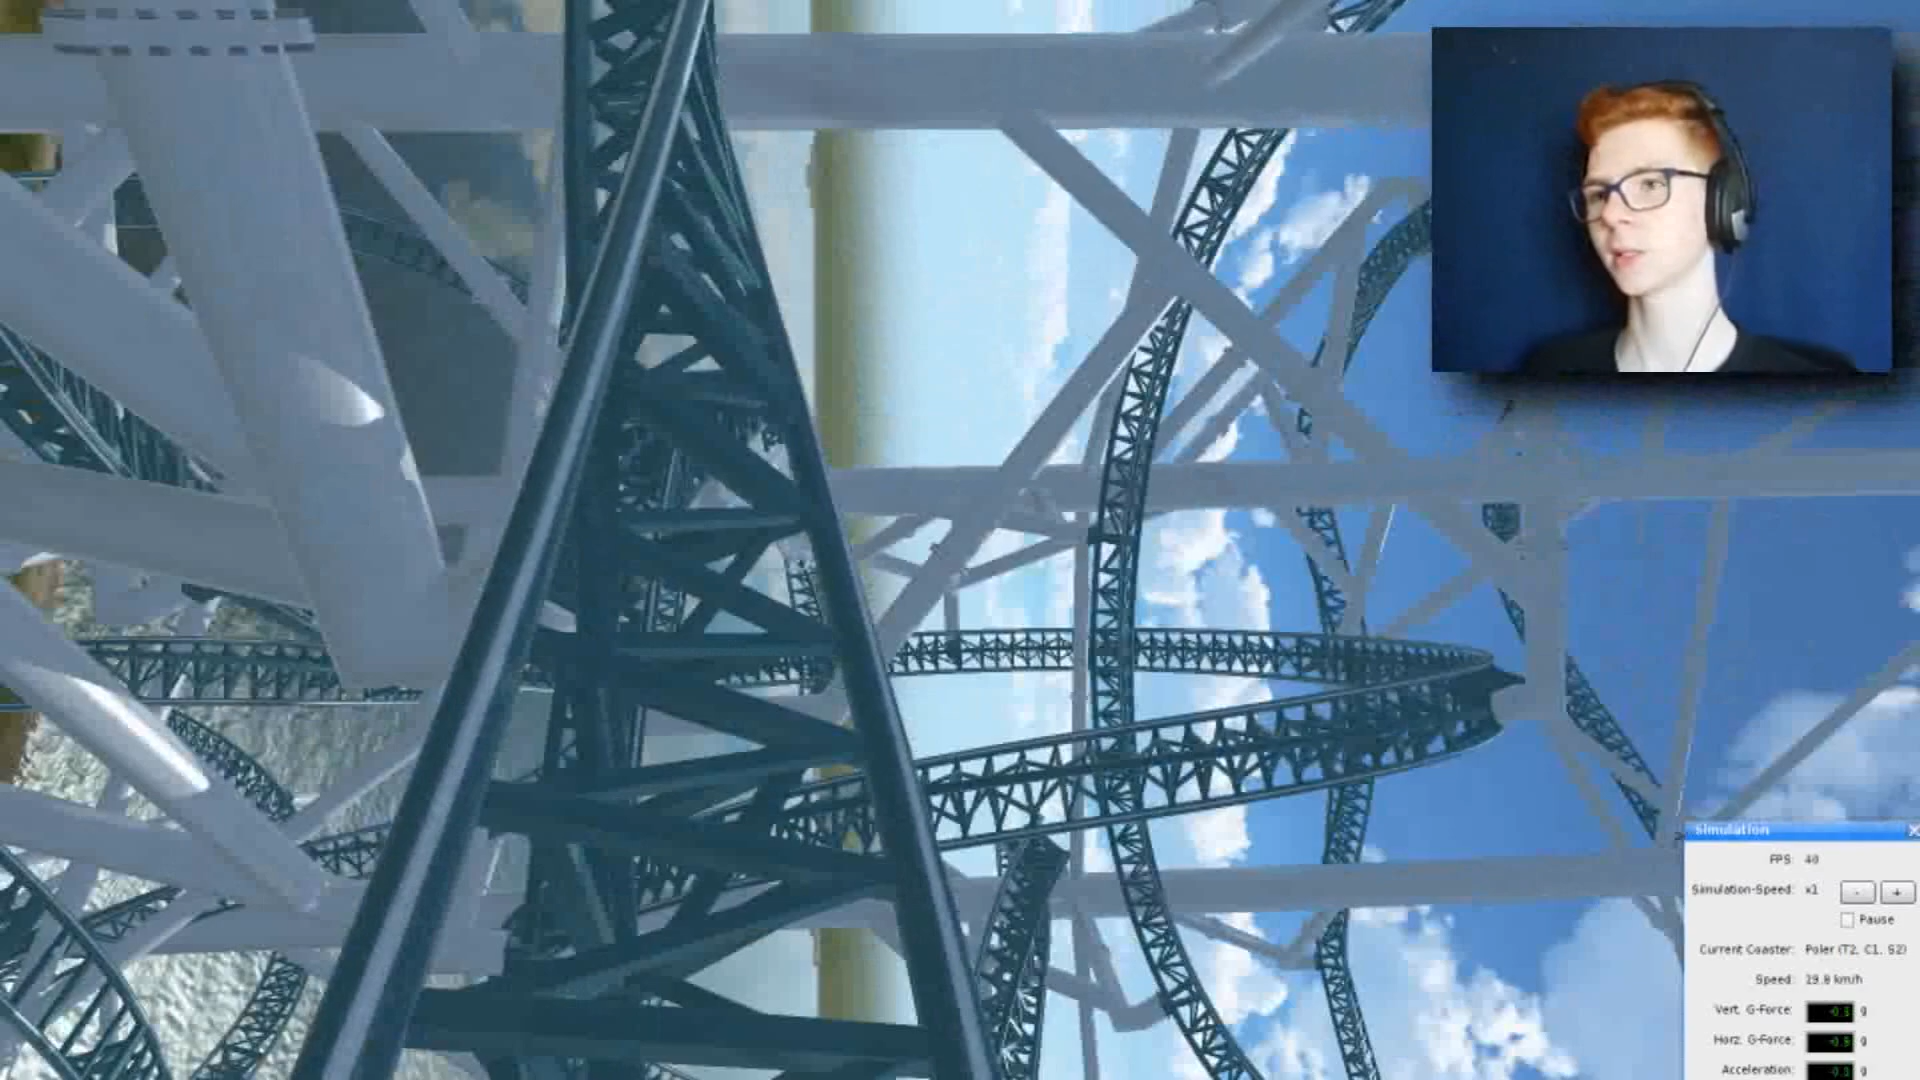 Simulation
FPS: 40
Simulation-Speed: x1 - +
Pause
Current Coaster: Poler (T2, C1, S2)
Speed: 29.8 km/h
Vert. G-Force: g
Horz. G-Force: g
Acceleration: g